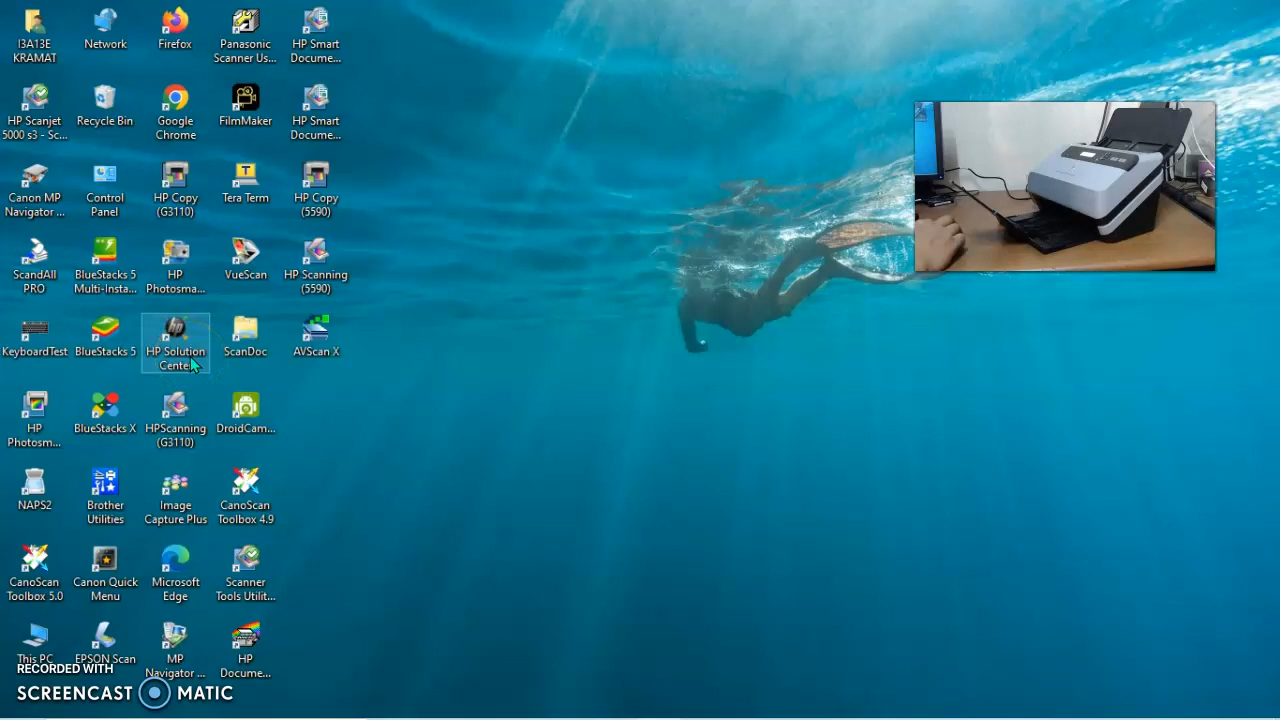 I3A13E
KRAMAT
Network
Firefox
Panasonic
Scanner Us...
HP Smart
Docume...
HP Scanjet
5000 s3 - Sc...
Recycle Bin
Google
Chrome
FilmMaker
HP Smart
Docume...
Canon MP
Navigator ...
Control
Panel
HP Copy
(G3110)
Tera Term
HP Copy
(5590)
ScandAll
PRO
BlueStacks 5
Multi-Insta...
HP
Photosma...
VueScan
HP Scanning
(5590)
KeyboardTest
BlueStacks 5
HP Solution
Center
ScanDoc
AVScan X
HP
Photosm...
BlueStacks X
HPScanning
(G3110)
DroidCam...
NAPS2
Brother
Utilities
Image
Capture Plus
CanoScan
Toolbox 4.9
CanoScan
Toolbox 5.0
Canon Quick
Menu
Microsoft
Edge
Scanner
Tools Utilit...
This PC
EPSON Scan
MP
Navigator ...
HP
Docume...
RECORDED WITH
SCREENCAST MATIC